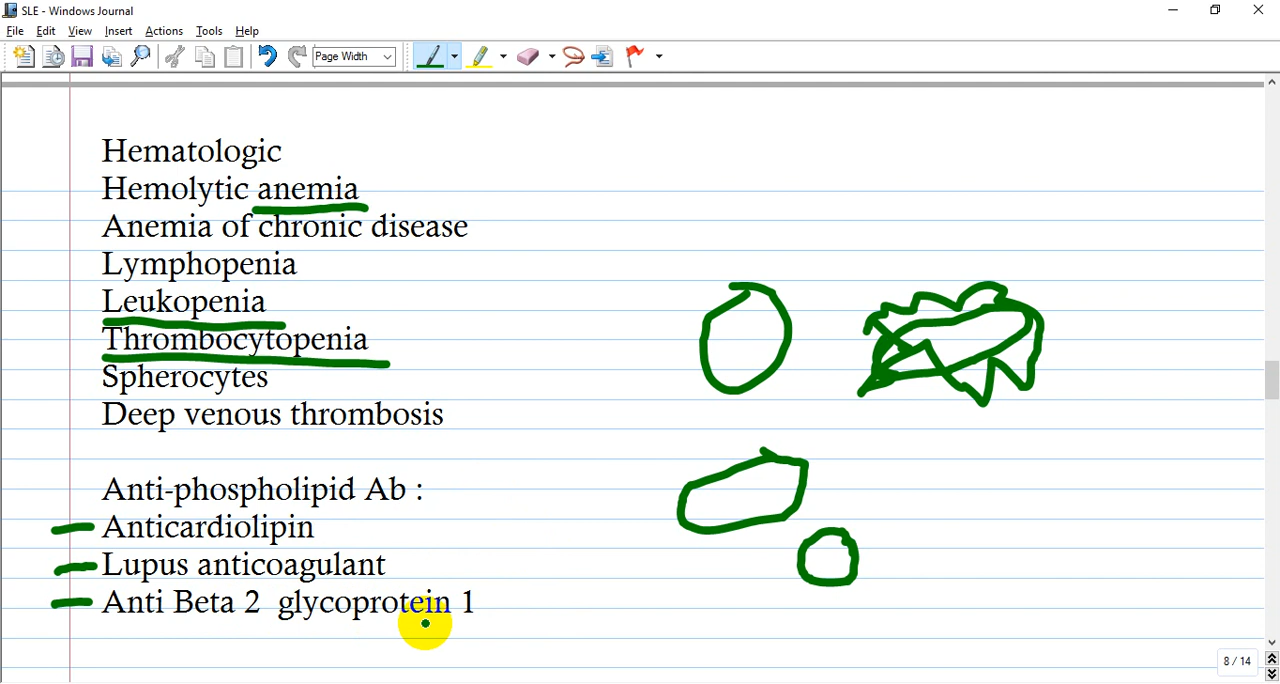 SLE - Windows Journal
File Edit View Insert Actions Tools Help
Page Width
Hematologic
Hemolytic anemia
Anemia of chronic disease
Lymphopenia
Leukopenia
Thrombocytopenia
Spherocytes
Deep venous thrombosis
Anti-phospholipid Ab :
Anticardiolipin
Lupus anticoagulant
Anti Beta 2 glycoprotein 1
8 / 14